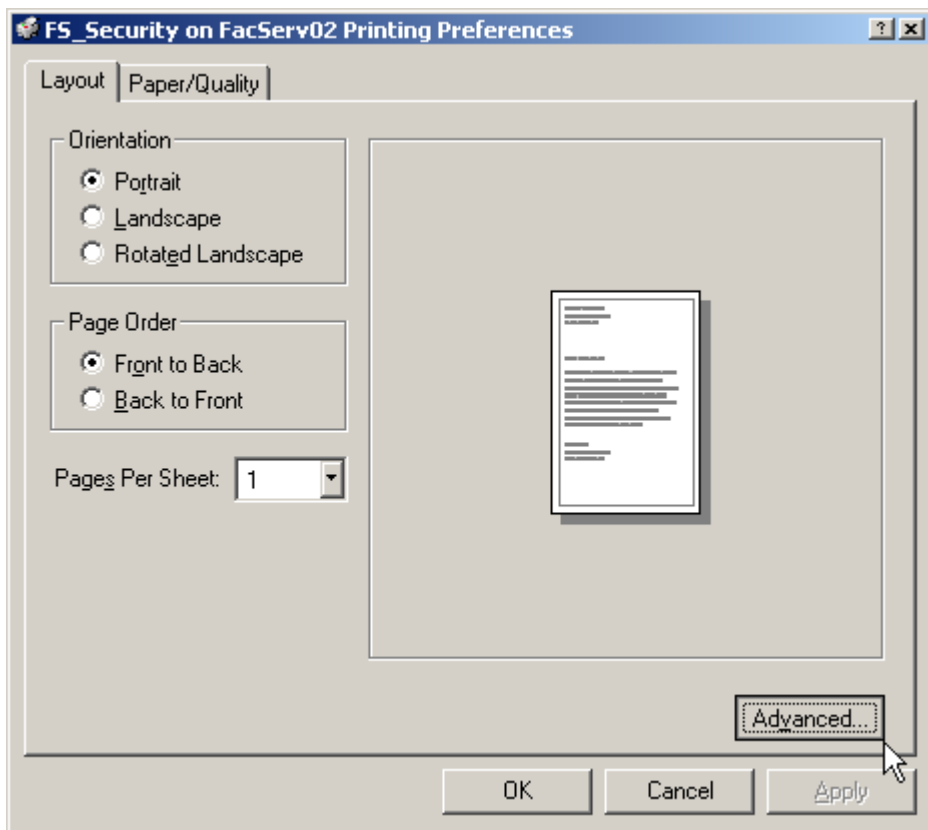 FS_Security on FacServ02 Printing Preferences
Layout Paper/Quality
Orientation
Portrait
Landscape
Rotated Landscape
Page Order
Front to Back
Back to Front
Pages Per Sheet: 1
Advanced...
OK Cancel Apply